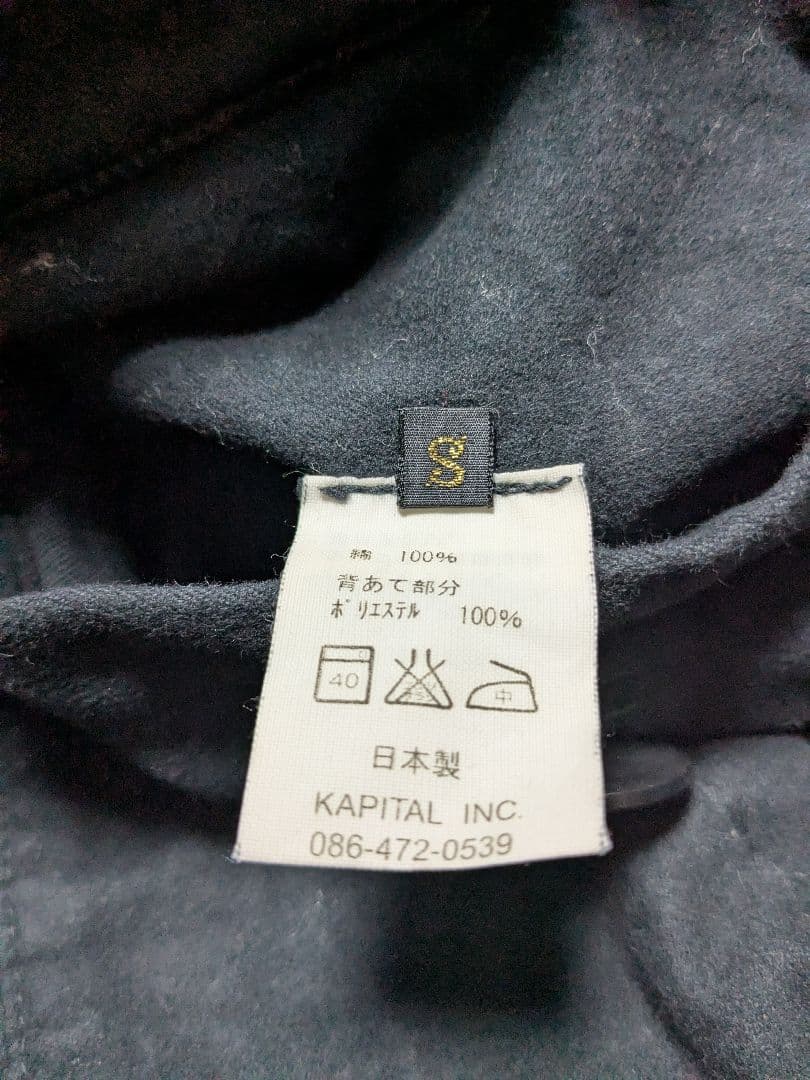 S
綿 100%
背あて部分
ポリエステル 100%
40
中
日本製
KAPITAL INC.
086-472-0539